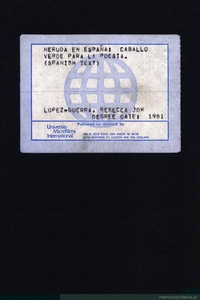 NERUDA EN ESPAÑA: CABALLO
VERDE PARA LA POESIA.
(SPANISH TEXT)
LOPEZ-GUERRA, REBECCA JOY
DEGREE DATE: 1981
Published on demand by
University
Microfilms
International